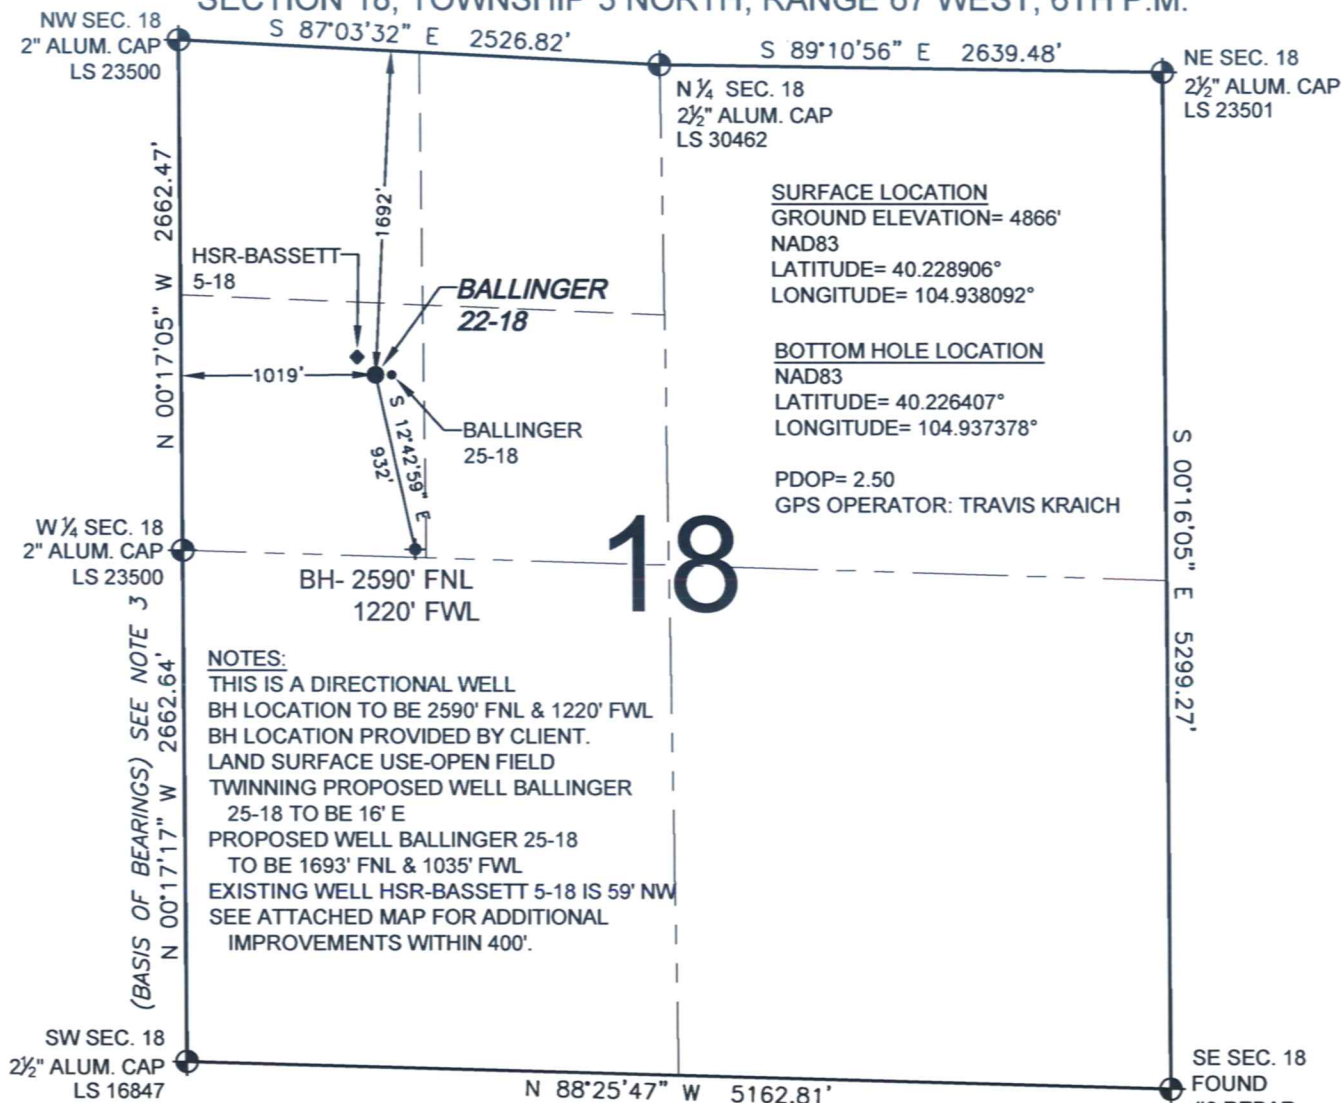 SECTION 18, TOWNSHIP 3 NORTH, RANGE 67 WEST, 6TH P.M.
NW SEC. 18
2" ALUM. CAP
LS 23500
S 87°03'32" E 2526.82'
S 89°10'56" E 2639.48'
NE SEC. 18
2½" ALUM. CAP
LS 23501
N ¼ SEC. 18
2½" ALUM. CAP
LS 30462
N 00°17'05" W 2662.47'
1692'
HSR-BASSETT
5-18
BALLINGER
22-18
1019'
BALLINGER
25-18
S 12°42'59" E
932'
SURFACE LOCATION
GROUND ELEVATION= 4866'
NAD83
LATITUDE= 40.228906°
LONGITUDE= 104.938092°
BOTTOM HOLE LOCATION
NAD83
LATITUDE= 40.226407°
LONGITUDE= 104.937378°
PDOP= 2.50
GPS OPERATOR: TRAVIS KRAICH
S 00°16'05" E 5299.27'
W ¼ SEC. 18
2" ALUM. CAP
LS 23500
BH- 2590' FNL
1220' FWL
18
(BASIS OF BEARINGS) SEE NOTE 3
N 00°17'17" W 2662.64'
NOTES:
THIS IS A DIRECTIONAL WELL
BH LOCATION TO BE 2590' FNL & 1220' FWL
BH LOCATION PROVIDED BY CLIENT.
LAND SURFACE USE-OPEN FIELD
TWINNING PROPOSED WELL BALLINGER
25-18 TO BE 16' E
PROPOSED WELL BALLINGER 25-18
TO BE 1693' FNL & 1035' FWL
EXISTING WELL HSR-BASSETT 5-18 IS 59' NW
SEE ATTACHED MAP FOR ADDITIONAL
IMPROVEMENTS WITHIN 400'.
SW SEC. 18
2½" ALUM. CAP
LS 16847
N 88°25'47" W 5162.81'
SE SEC. 18
FOUND